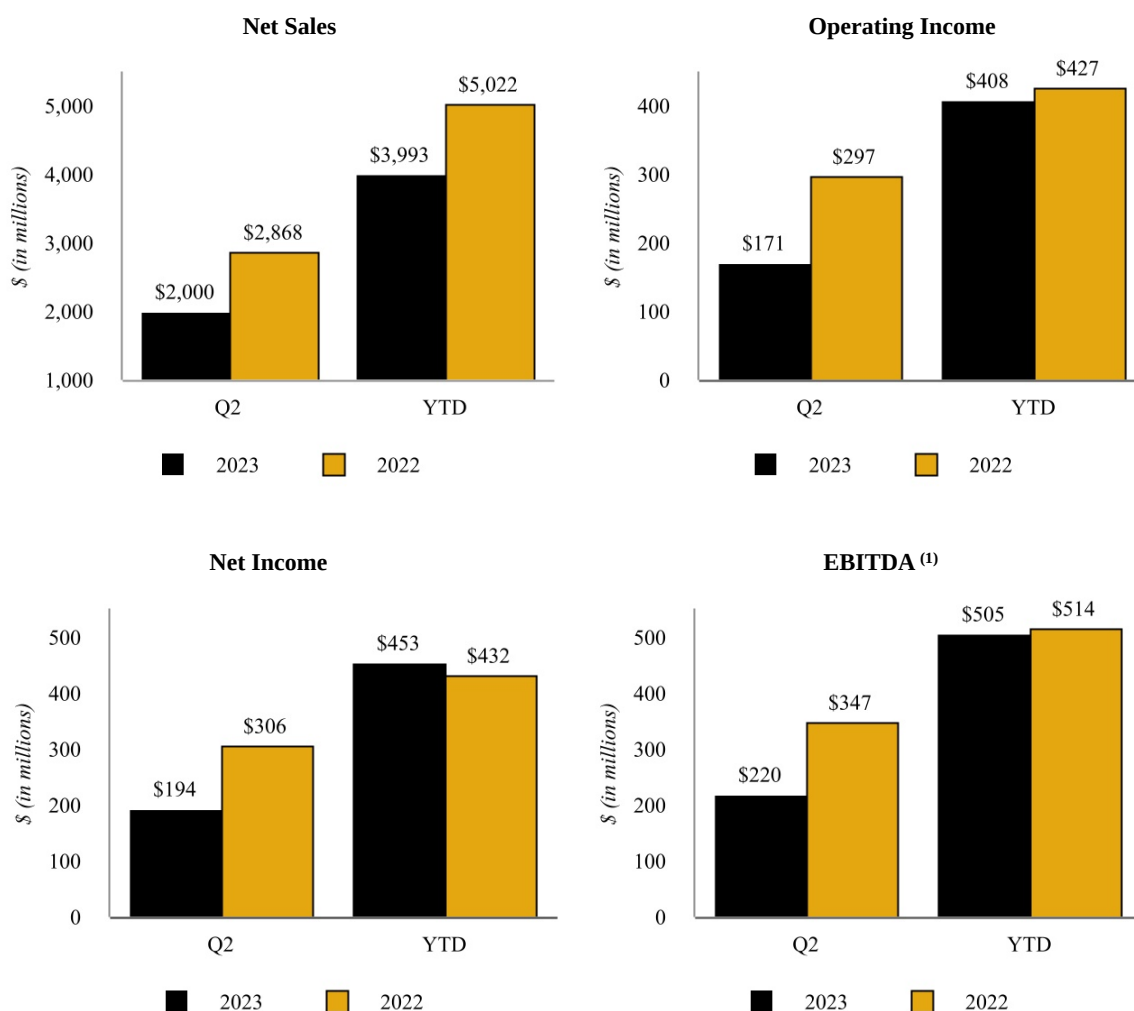 Net Sales
$ (in millions)
5,000
4,000
3,000
2,000
1,000
$2,000
$2,868
$3,993
$5,022
Q2
YTD
2023
2022
Operating Income
$ (in millions)
400
300
200
100
0
$171
$297
$408
$427
Q2
YTD
2023
2022
Net Income
$ (in millions)
500
400
300
200
100
0
$194
$306
$453
$432
Q2
YTD
2023
2022
EBITDA (1)
$ (in millions)
500
400
300
200
100
0
$220
$347
$505
$514
Q2
YTD
2023
2022